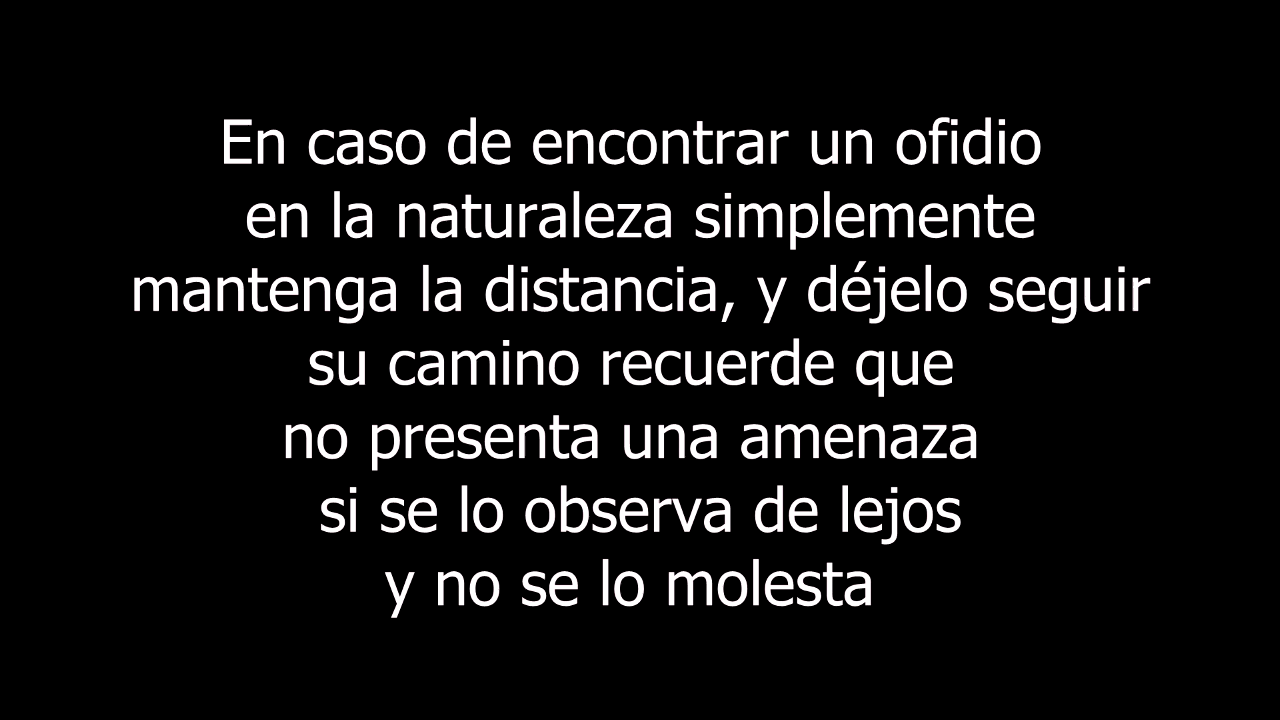 En caso de encontrar un ofidio
en la naturaleza simplemente
mantenga la distancia, y déjelo seguir
su camino recuerde que
no presenta una amenaza
si se lo observa de lejos
y no se lo molesta